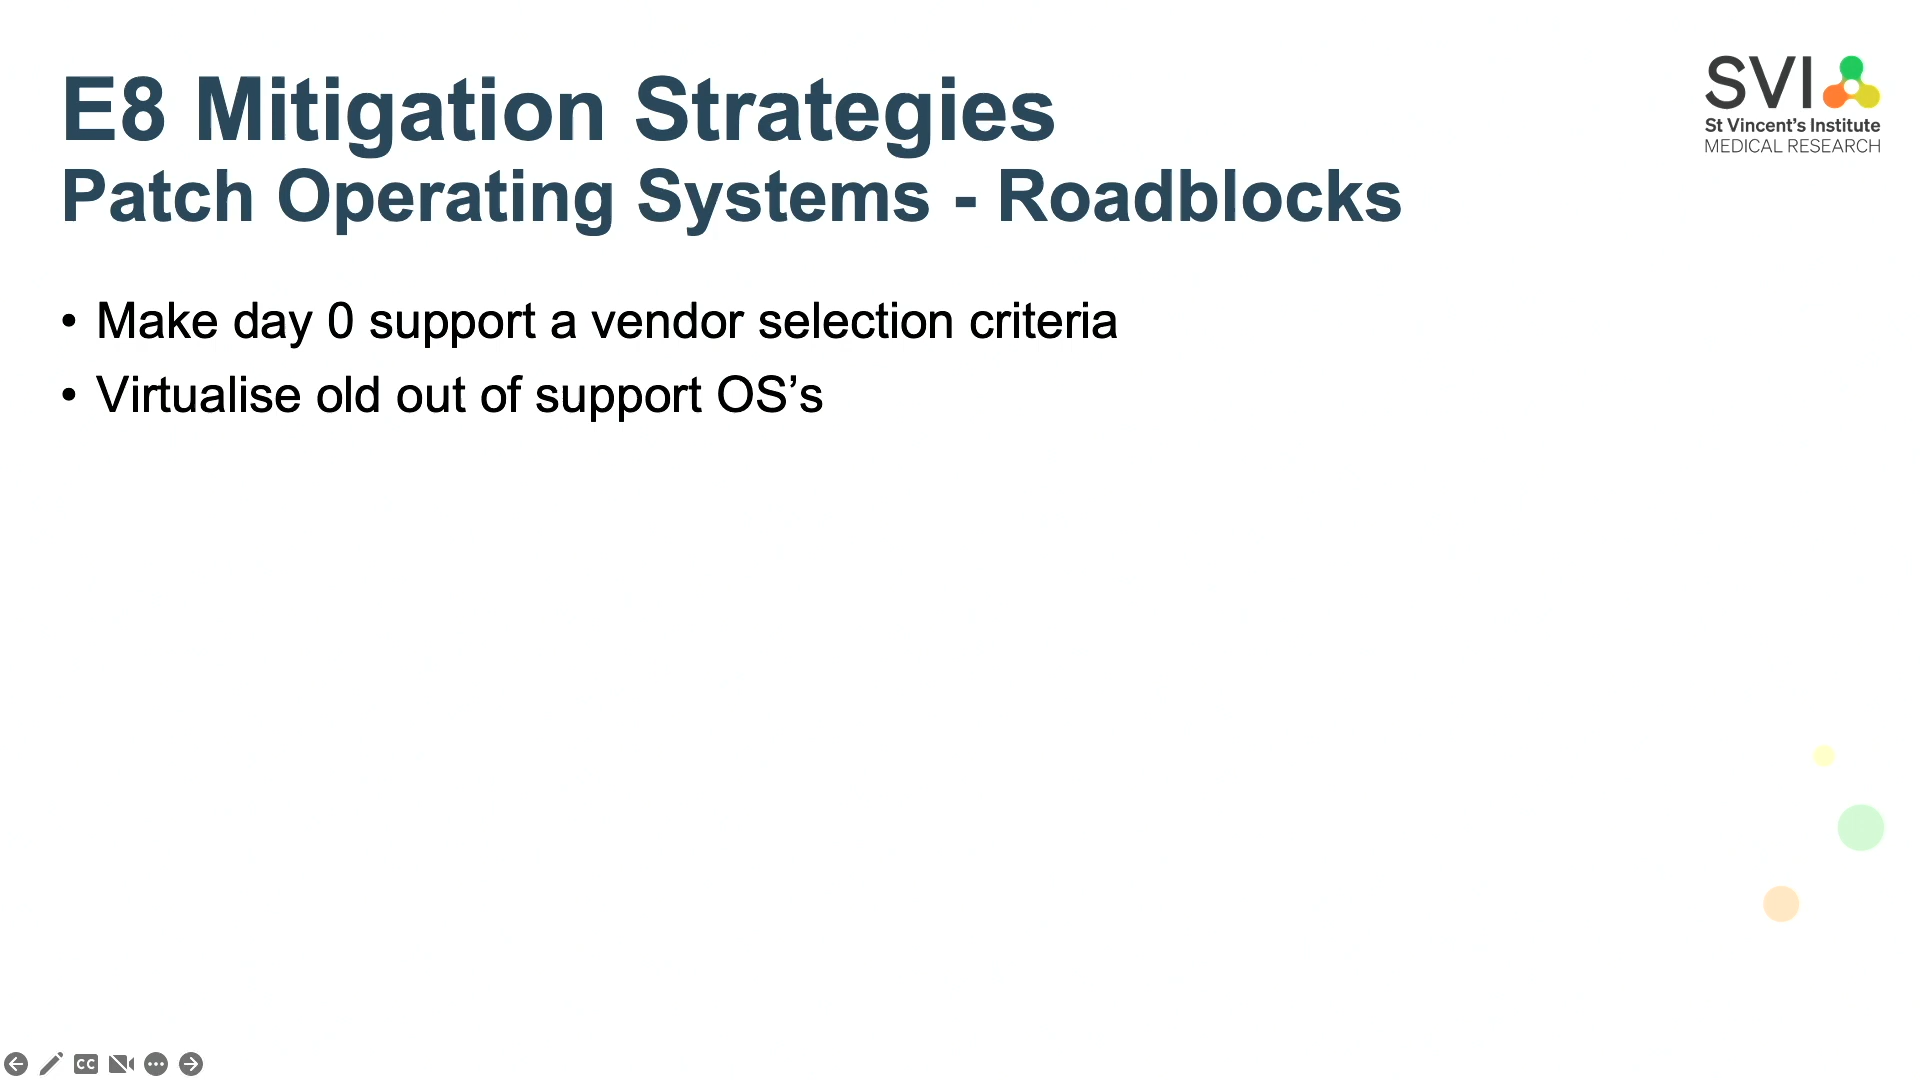 E8 Mitigation Strategies
Patch Operating Systems - Roadblocks
SVI
St Vincent's Institute
MEDICAL RESEARCH
• Make day 0 support a vendor selection criteria
• Virtualise old out of support OS’s
CC